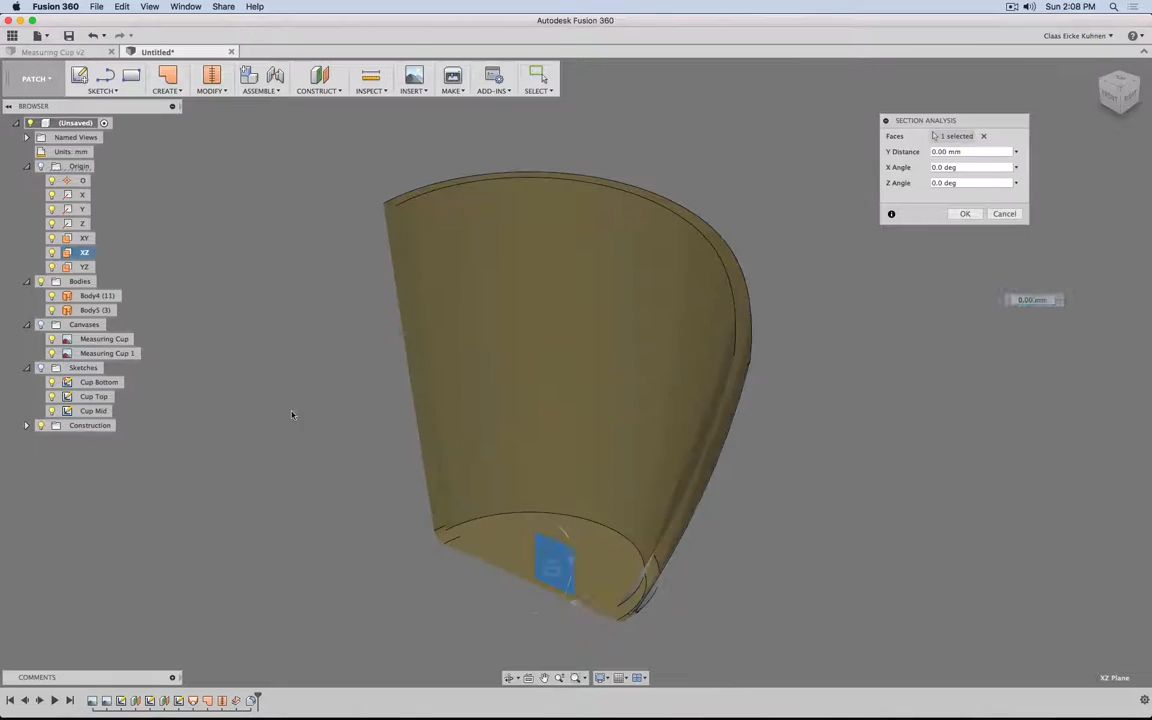 Fusion 360 File Edit View Window Share Help Sun 2:08 PM
Autodesk Fusion 360
Claas Eicke Kuhnen
Measuring Cup v2 Untitled*
PATCH SKETCH CREATE MODIFY ASSEMBLE CONSTRUCT INSPECT INSERT MAKE ADD-INS SELECT
BROWSER
(Unsaved)
Named Views
Units: mm
Origin
O
X
Y
Z
XY
XZ
YZ
Bodies
Body4 (11)
Body5 (3)
Canvases
Measuring Cup
Measuring Cup 1
Sketches
Cup Bottom
Cup Top
Cup Mid
Construction
FRONT RIGHT
SECTION ANALYSIS
Faces 1 selected
Y Distance 0.00 mm
X Angle 0.0 deg
Z Angle 0.0 deg
OK Cancel
0.00 mm
COMMENTS
XZ Plane